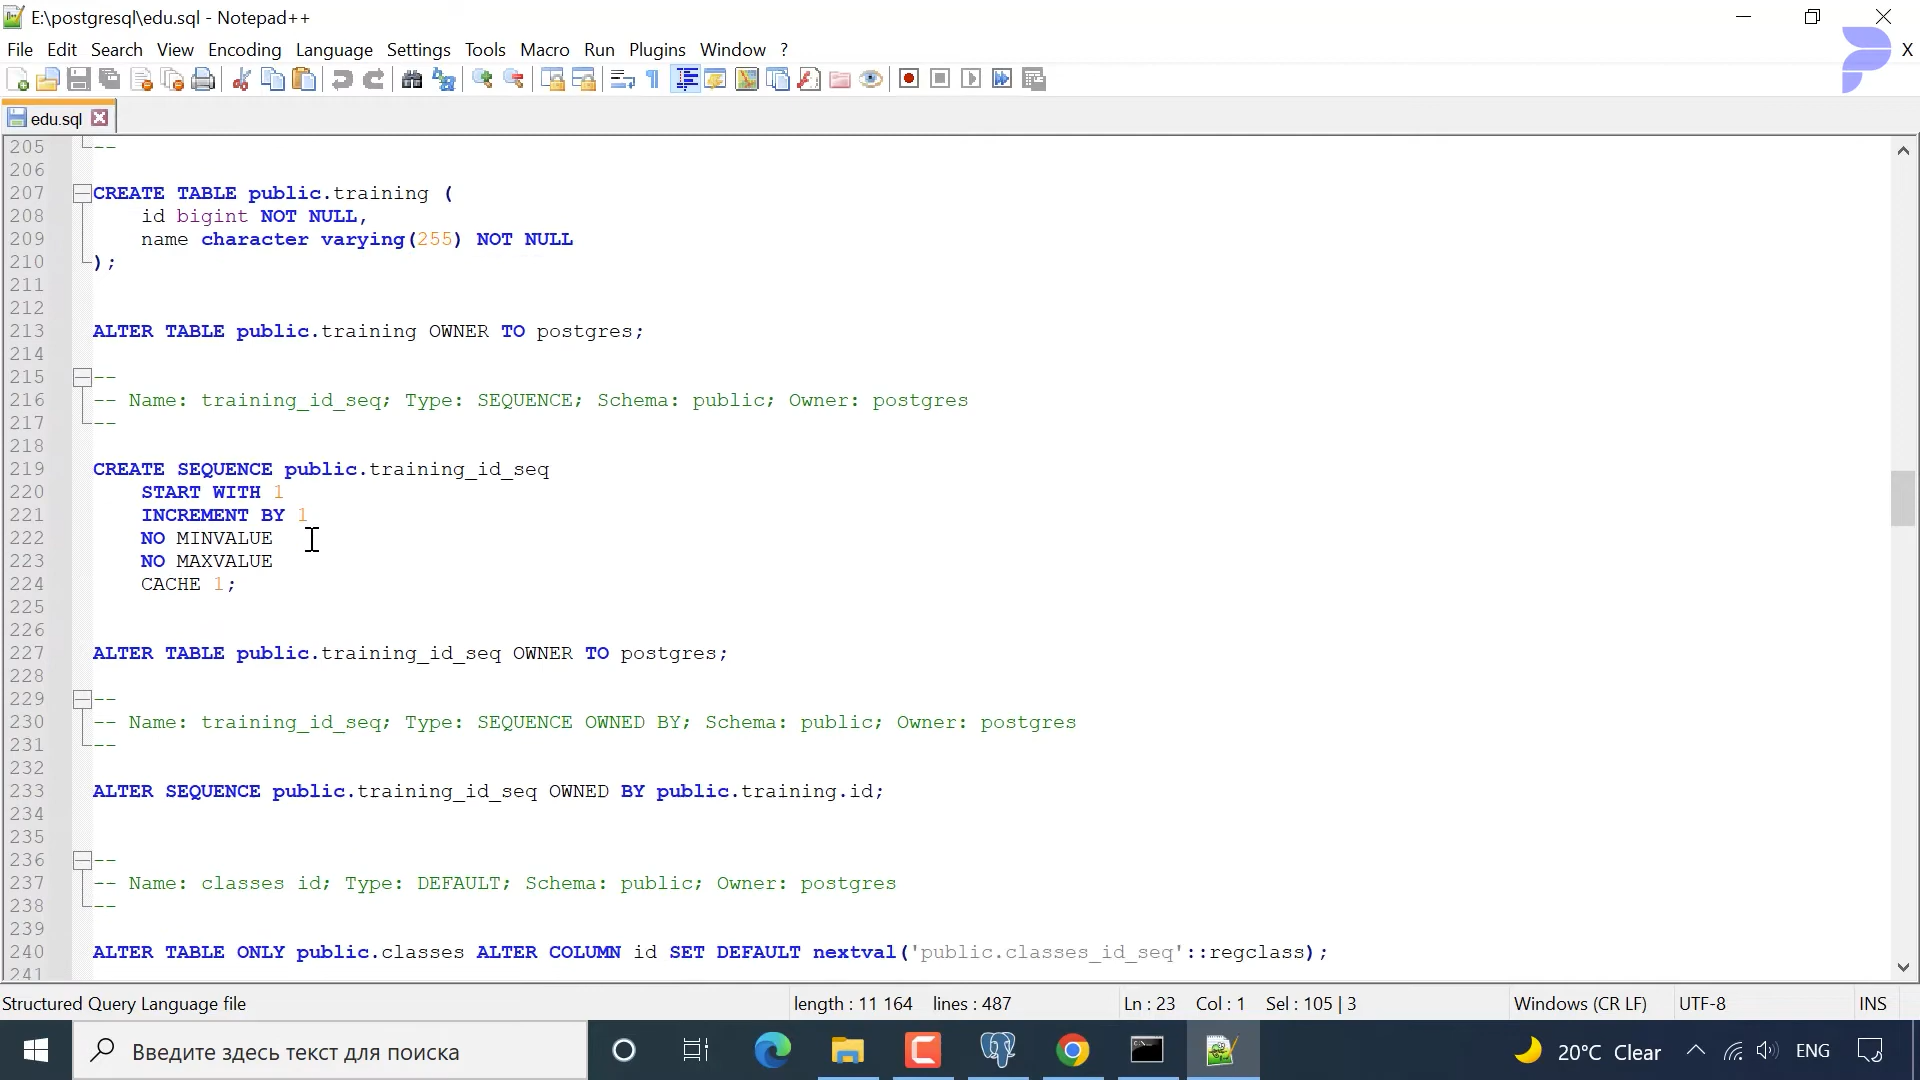 E:\postgresql\edu.sql - Notepad++
File Edit Search View Encoding Language Settings Tools Macro Run Plugins Window ? X
edu.sql
205 --
206
207 CREATE TABLE public.training (
208 id bigint NOT NULL,
209 name character varying(255) NOT NULL
210 );
211
212
213 ALTER TABLE public.training OWNER TO postgres;
214
215 --
216 -- Name: training_id_seq; Type: SEQUENCE; Schema: public; Owner: postgres
217 --
218
219 CREATE SEQUENCE public.training_id_seq
220 START WITH 1
221 INCREMENT BY 1
222 NO MINVALUE
223 NO MAXVALUE
224 CACHE 1;
225
226
227 ALTER TABLE public.training_id_seq OWNER TO postgres;
228
229 --
230 -- Name: training_id_seq; Type: SEQUENCE OWNED BY; Schema: public; Owner: postgres
231 --
232
233 ALTER SEQUENCE public.training_id_seq OWNED BY public.training.id;
234
235
236 --
237 -- Name: classes id; Type: DEFAULT; Schema: public; Owner: postgres
238 --
239
240 ALTER TABLE ONLY public.classes ALTER COLUMN id SET DEFAULT nextval('public.classes_id_seq'::regclass);
241
Structured Query Language file length : 11 164 lines : 487 Ln : 23 Col : 1 Sel : 105 | 3 Windows (CR LF) UTF-8 INS
Введите здесь текст для поиска 20°C Clear ENG